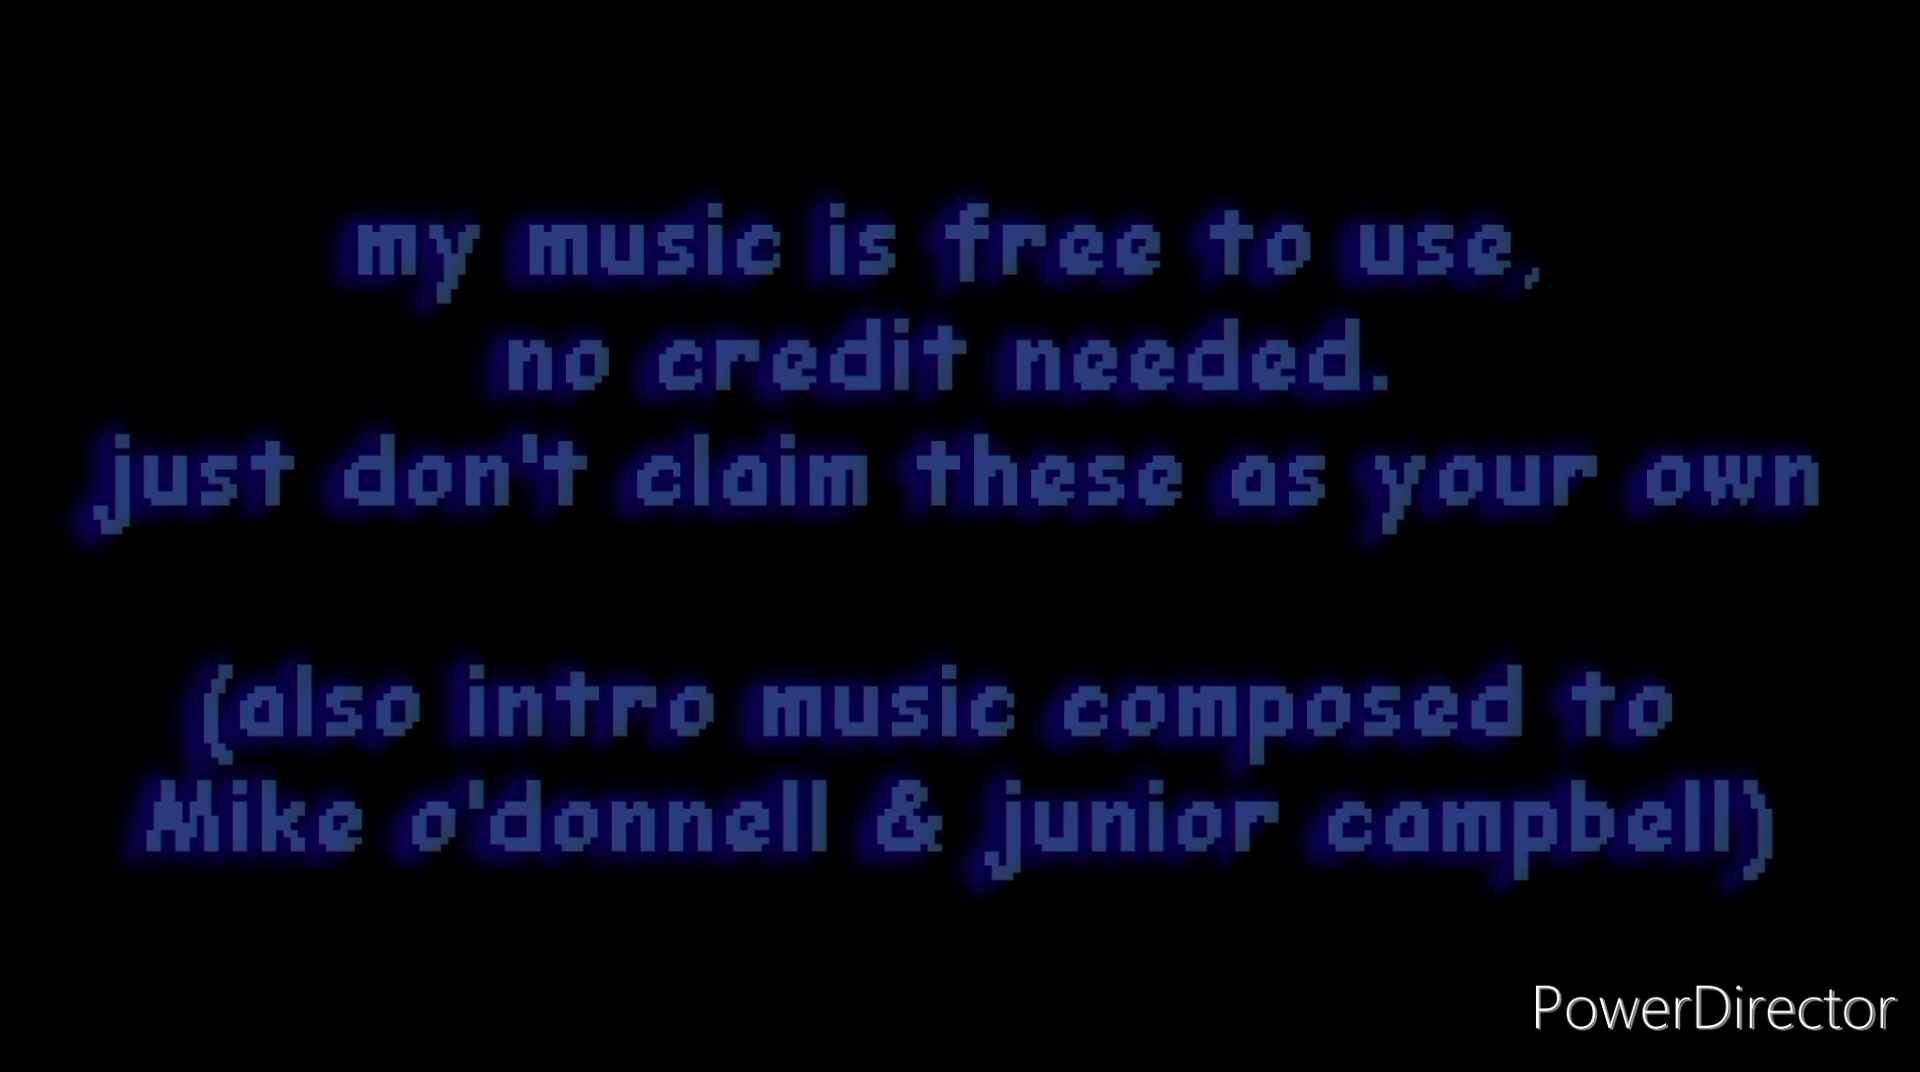 my music is free to use,
no credit needed.
just don't claim these as your own
(also intro music composed to
Mike o'donnell & junior campbell)
PowerDirector